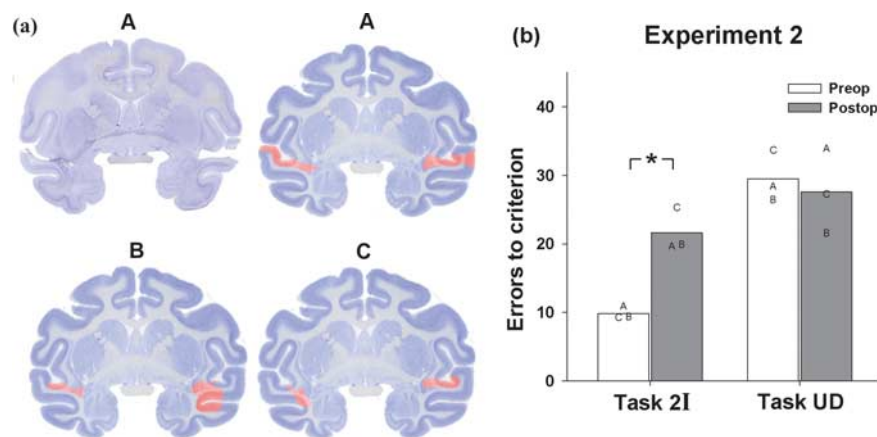 (a)
A
A
B
C
(b)
Experiment 2
Preop
Postop
Errors to criterion
40
30
20
10
0
*
A
C B
C
A B
C
A
B
A
C
B
Task 2I
Task UD